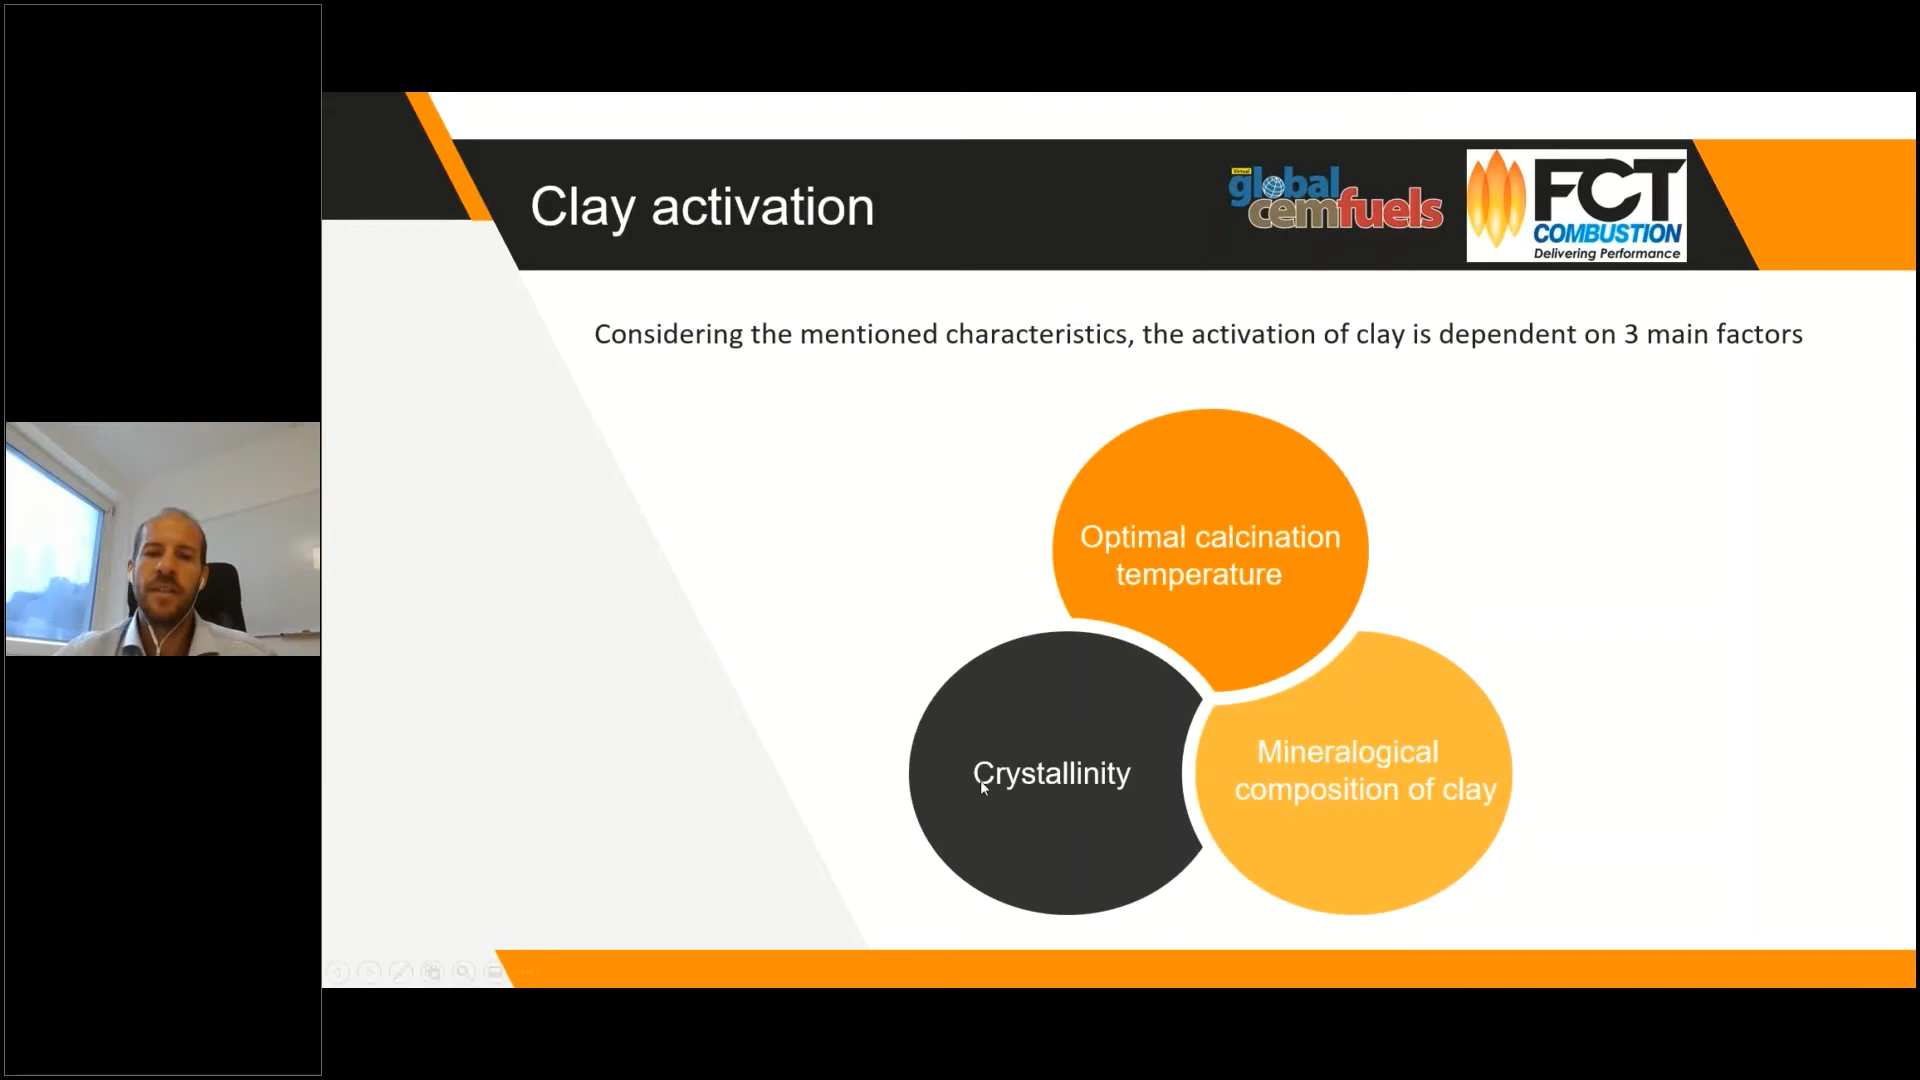 Clay activation
Virtual
global
cemfuels
FCT
COMBUSTION
Delivering Performance
Considering the mentioned characteristics, the activation of clay is dependent on 3 main factors
Optimal calcination
temperature
Crystallinity
Mineralogical
composition of clay